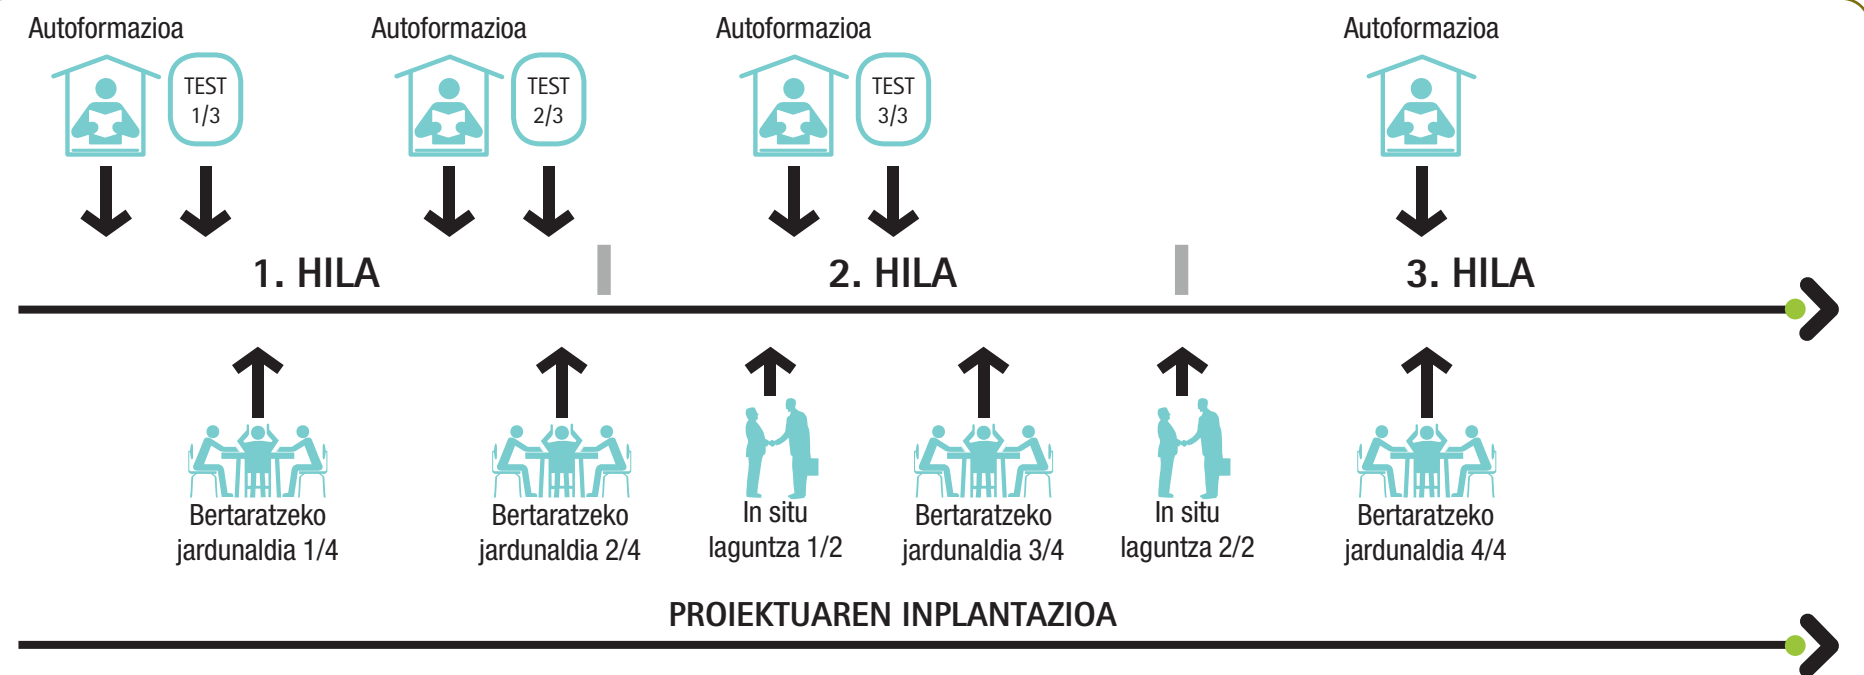 Autoformazioa
TEST
1/3
Autoformazioa
TEST
2/3
Autoformazioa
TEST
3/3
Autoformazioa
1. HILA
2. HILA
3. HILA
Bertaratzeko
jardunaldia 1/4
Bertaratzeko
jardunaldia 2/4
In situ
laguntza 1/2
Bertaratzeko
jardunaldia 3/4
In situ
laguntza 2/2
Bertaratzeko
jardunaldia 4/4
PROIEKTUAREN INPLANTAZIOA